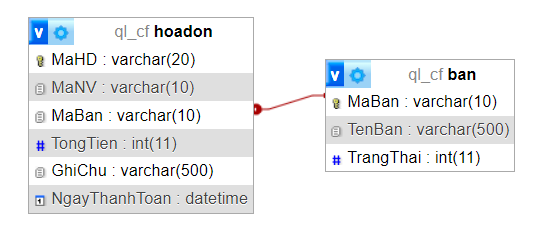 v ql_cf hoadon
MaHD : varchar(20)
MaNV : varchar(10)
MaBan : varchar(10)
# TongTien : int(11)
GhiChu : varchar(500)
NgayThanhToan : datetime
v ql_cf ban
MaBan : varchar(10)
TenBan : varchar(500)
# TrangThai : int(11)